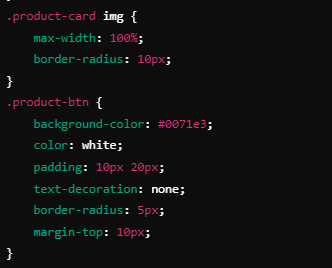 .product-card img {
    max-width: 100%;
    border-radius: 10px;
}
.product-btn {
    background-color: #0071e3;
    color: white;
    padding: 10px 20px;
    text-decoration: none;
    border-radius: 5px;
    margin-top: 10px;
}